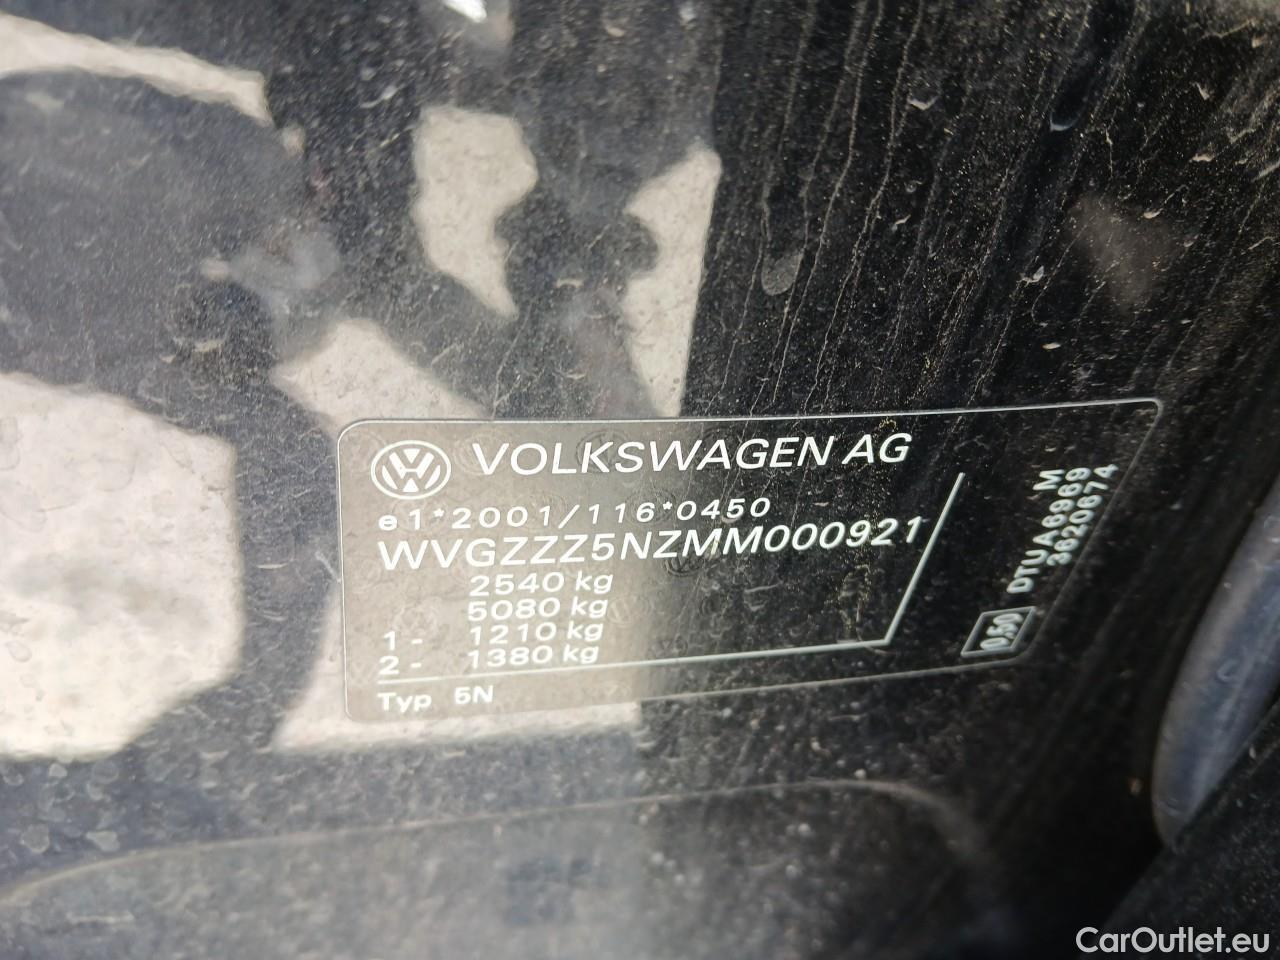 VOLKSWAGEN AG
e1*2001/116*0450
WVGZZZ5NZMM000921
2540 kg
5080 kg
1 - 1210 kg
2 - 1380 kg
Typ 5N
M
DTUA6969
3620674
0,50
CarOutlet.eu